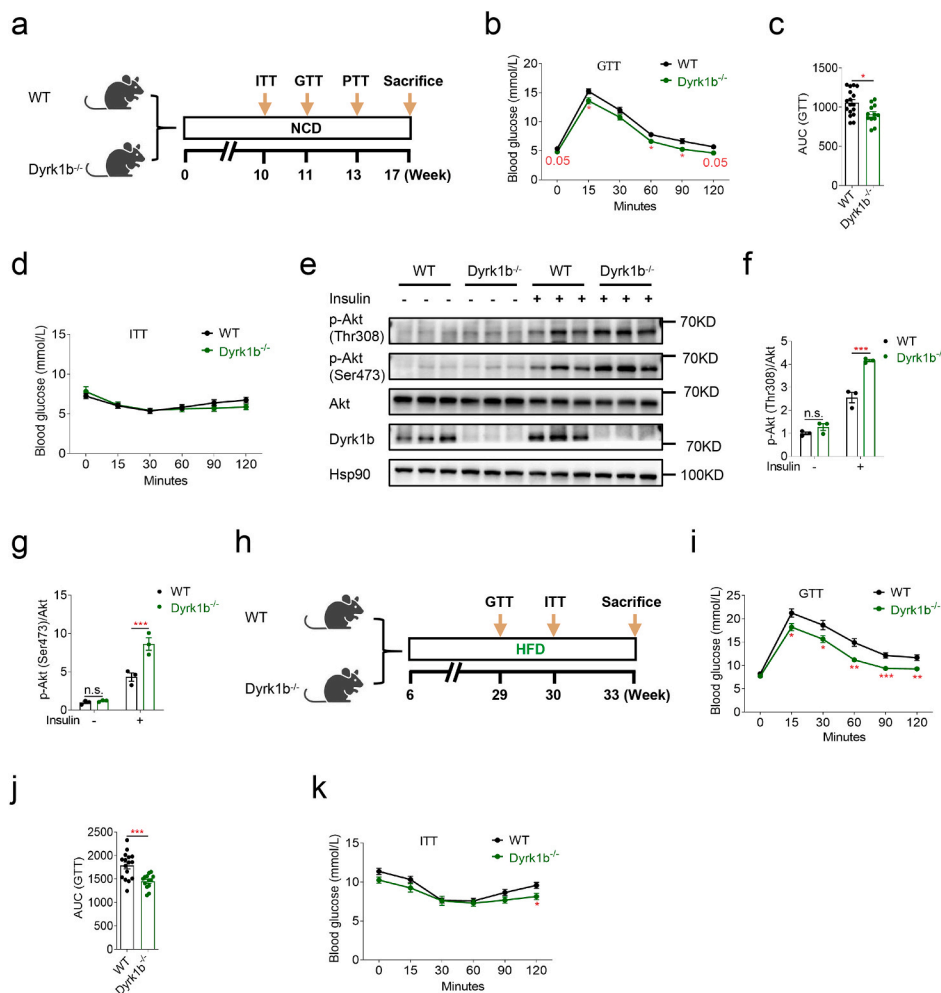 a
ITT GTT PTT Sacrifice
WT
NCD
Dyrk1b⁻/⁻
0 10 11 13 17 (Week)
b
WT
Dyrk1b⁻/⁻
GTT
Blood glucose (mmol/L)
20
15
10
5
0
0.05 * * * 0.05
0 15 30 60 90 120
Minutes
c
*
AUC (GTT)
1500
1000
500
0
WT
Dyrk1b⁻/⁻
d
ITT
WT
Dyrk1b⁻/⁻
Blood glucose (mmol/L)
15
10
5
0
0 15 30 60 90 120
Minutes
e
WT Dyrk1b⁻/⁻ WT Dyrk1b⁻/⁻
Insulin - - - - - - + + + + + +
p-Akt
(Thr308)
70KD
p-Akt
(Ser473)
70KD
Akt
70KD
Dyrk1b
70KD
Hsp90
100KD
f
WT
Dyrk1b⁻/⁻
p-Akt (Thr308)/Akt
5
4
3
2
1
0
n.s. ***
Insulin - +
g
WT
Dyrk1b⁻/⁻
p-Akt (Ser473)/Akt
15
10
5
0
n.s. ***
Insulin - +
h
GTT ITT Sacrifice
WT
HFD
Dyrk1b⁻/⁻
6 29 30 33 (Week)
i
WT
Dyrk1b⁻/⁻
GTT
Blood glucose (mmol/L)
25
20
15
10
5
0
* * ** *** **
0 15 30 60 90 120
Minutes
j
***
AUC (GTT)
2500
2000
1500
1000
500
0
WT
Dyrk1b⁻/⁻
k
ITT
WT
Dyrk1b⁻/⁻
Blood glucose (mmol/L)
15
10
5
0
*
0 15 30 60 90 120
Minutes